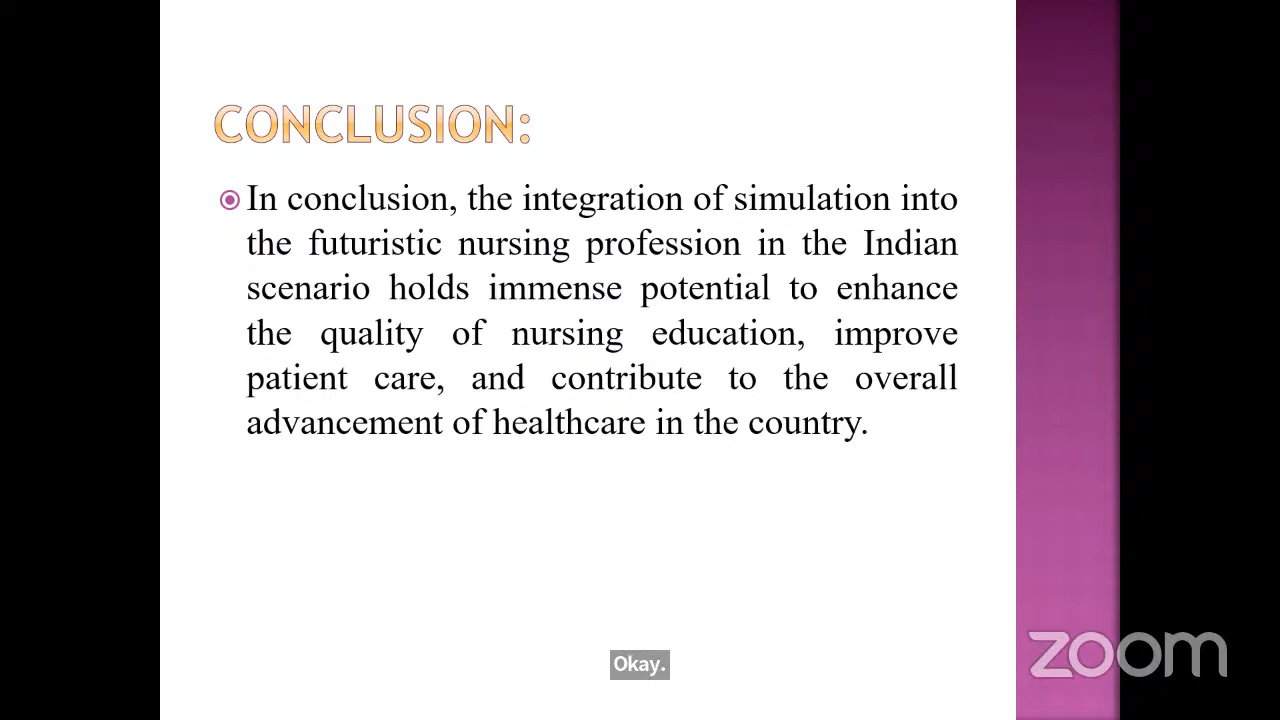 CONCLUSION:
In conclusion, the integration of simulation into
the futuristic nursing profession in the Indian
scenario holds immense potential to enhance
the quality of nursing education, improve
patient care, and contribute to the overall
advancement of healthcare in the country.
Okay.
zoom